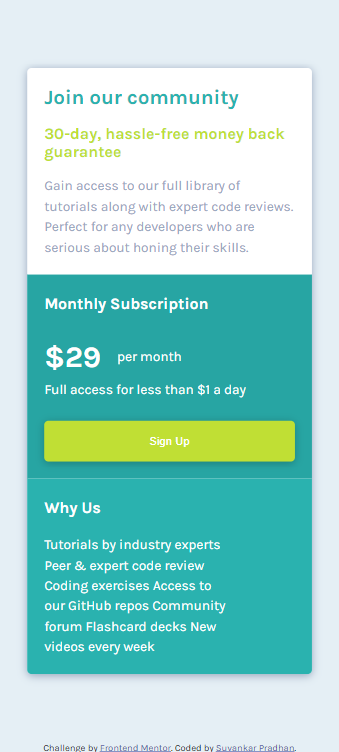 Join our community
30-day, hassle-free money back
guarantee
Gain access to our full library of
tutorials along with expert code reviews.
Perfect for any developers who are
serious about honing their skills.
Monthly Subscription
$29 per month
Full access for less than $1 a day
Sign Up
Why Us
Tutorials by industry experts
Peer & expert code review
Coding exercises Access to
our GitHub repos Community
forum Flashcard decks New
videos every week
Challenge by Frontend Mentor. Coded by Suvankar Pradhan.